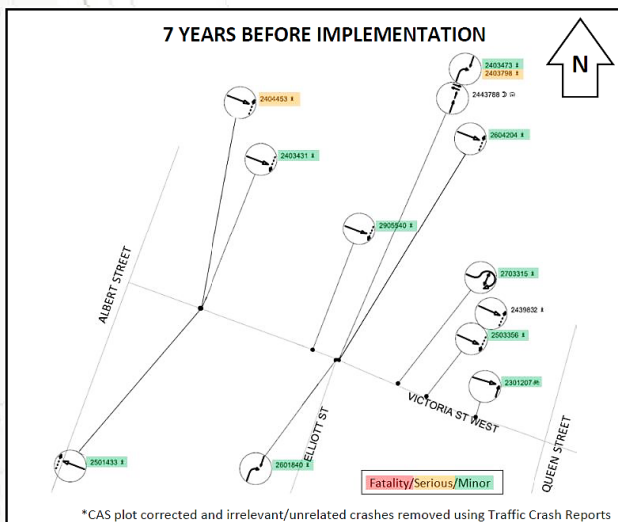 7 YEARS BEFORE IMPLEMENTATION
N
2403473
2403798
2404453
2443788
2604204
2403431
2905540
ALBERT STREET
2703315
2439832
2503356
2301207
VICTORIA ST WEST
ELLIOTT ST
QUEEN STREET
2501433
2601840
Fatality/Serious/Minor
*CAS plot corrected and irrelevant/unrelated crashes removed using Traffic Crash Reports